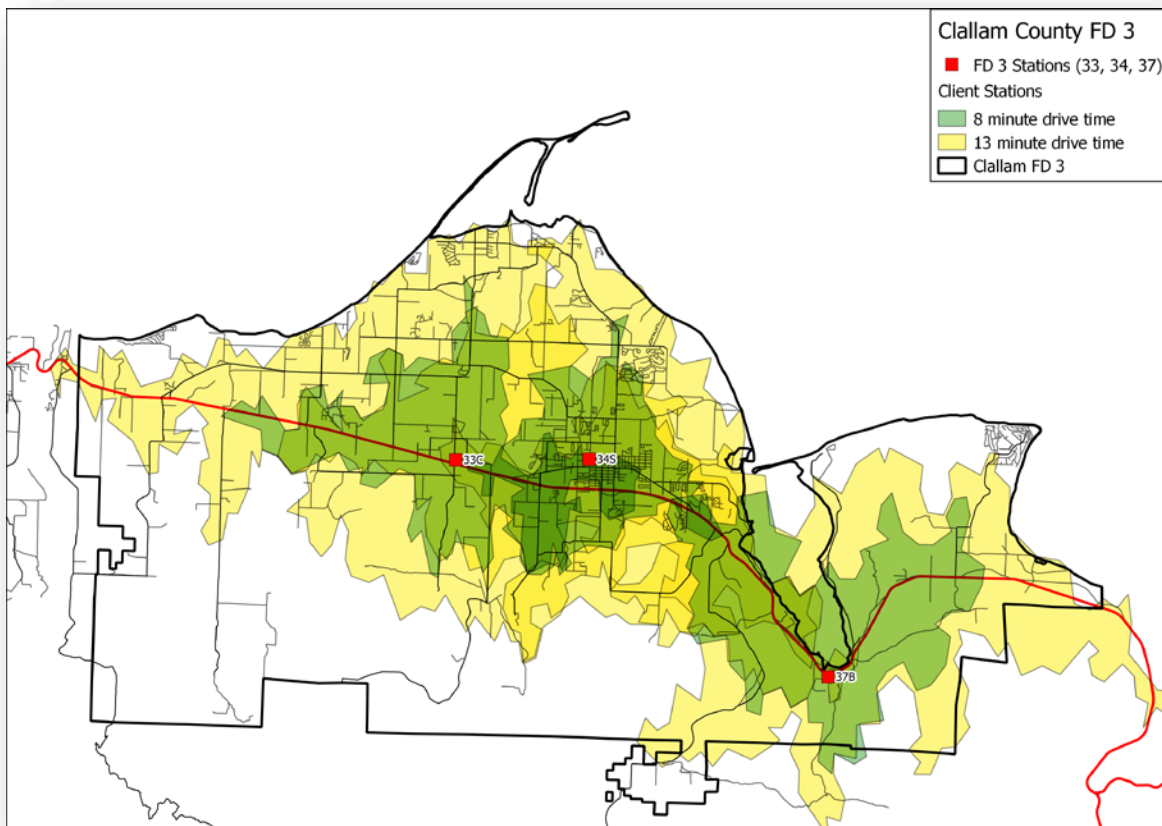 Clallam County FD 3
FD 3 Stations (33, 34, 37)
Client Stations
8 minute drive time
13 minute drive time
Clallam FD 3
33C
34S
37B